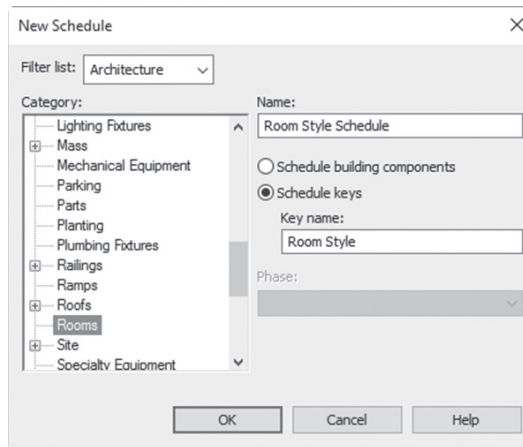 New Schedule
Filter list: Architecture
Category:
Lighting Fixtures
Mass
Mechanical Equipment
Parking
Parts
Planting
Plumbing Fixtures
Railings
Ramps
Roofs
Rooms
Site
Specialty Equipment
Name:
Room Style Schedule
Schedule building components
Schedule keys
Key name:
Room Style
Phase:
OK
Cancel
Help